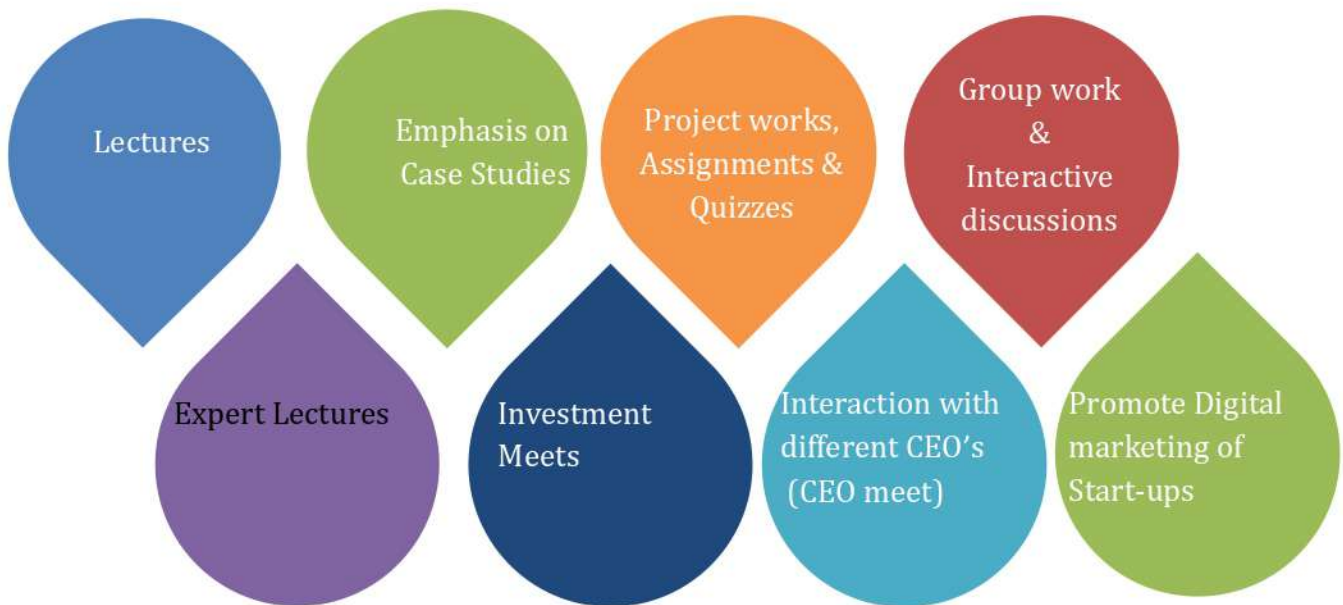 Lectures
Emphasis on
Case Studies
Project works,
Assignments &
Quizzes
Group work
&
Interactive
discussions
Expert Lectures
Investment
Meets
Interaction with
different CEO’s
(CEO meet)
Promote Digital
marketing of
Start-ups